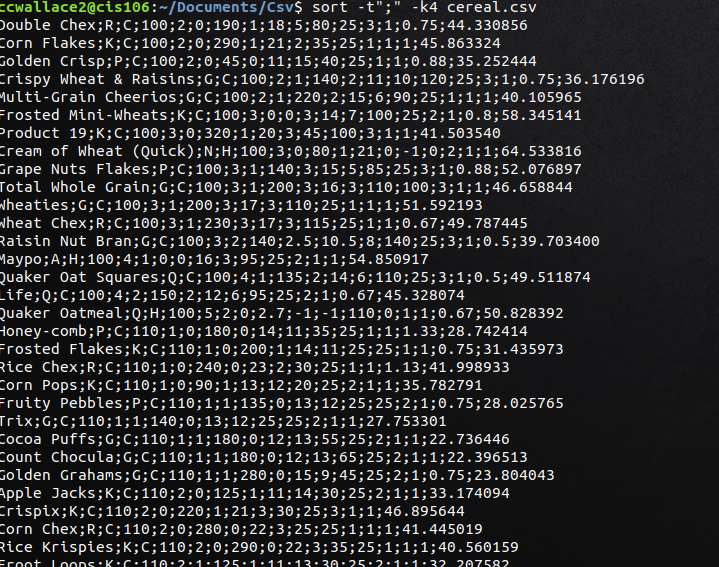 ccwallace2@cis106:~/Documents/Csv$ sort -t";" -k4 cereal.csv
Double Chex;R;C;100;2;0;190;1;18;5;80;25;3;1;0.75;44.330856
Corn Flakes;K;C;100;2;0;290;1;21;2;35;25;1;1;1;45.863324
Golden Crisp;P;C;100;2;0;45;0;11;15;40;25;1;1;0.88;35.252444
Crispy Wheat & Raisins;G;C;100;2;1;140;2;11;10;120;25;3;1;0.75;36.176196
Multi-Grain Cheerios;G;C;100;2;1;220;2;15;6;90;25;1;1;1;40.105965
Frosted Mini-Wheats;K;C;100;3;0;0;3;14;7;100;25;2;1;0.8;58.345141
Product 19;K;C;100;3;0;320;1;20;3;45;100;3;1;1;41.503540
Cream of Wheat (Quick);N;H;100;3;0;80;1;21;0;-1;0;2;1;1;64.533816
Grape Nuts Flakes;P;C;100;3;1;140;3;15;5;85;25;3;1;0.88;52.076897
Total Whole Grain;G;C;100;3;1;200;3;16;3;110;100;3;1;1;46.658844
Wheaties;G;C;100;3;1;200;3;17;3;110;25;1;1;1;51.592193
Wheat Chex;R;C;100;3;1;230;3;17;3;115;25;1;1;0.67;49.787445
Raisin Nut Bran;G;C;100;3;2;140;2.5;10.5;8;140;25;3;1;0.5;39.703400
Maypo;A;H;100;4;1;0;0;16;3;95;25;2;1;1;54.850917
Quaker Oat Squares;Q;C;100;4;1;135;2;14;6;110;25;3;1;0.5;49.511874
Life;Q;C;100;4;2;150;2;12;6;95;25;2;1;0.67;45.328074
Quaker Oatmeal;Q;H;100;5;2;0;2.7;-1;-1;110;0;1;1;0.67;50.828392
Honey-comb;P;C;110;1;0;180;0;14;11;35;25;1;1;1.33;28.742414
Frosted Flakes;K;C;110;1;0;200;1;14;11;25;25;1;1;0.75;31.435973
Rice Chex;R;C;110;1;0;240;0;23;2;30;25;1;1;1.13;41.998933
Corn Pops;K;C;110;1;0;90;1;13;12;20;25;2;1;1;35.782791
Fruity Pebbles;P;C;110;1;1;135;0;13;12;25;25;2;1;0.75;28.025765
Trix;G;C;110;1;1;140;0;13;12;25;25;2;1;1;27.753301
Cocoa Puffs;G;C;110;1;1;180;0;12;13;55;25;2;1;1;22.736446
Count Chocula;G;C;110;1;1;180;0;12;13;65;25;2;1;1;22.396513
Golden Grahams;G;C;110;1;1;280;0;15;9;45;25;2;1;0.75;23.804043
Apple Jacks;K;C;110;2;0;125;1;11;14;30;25;2;1;1;33.174094
Crispix;K;C;110;2;0;220;1;21;3;30;25;3;1;1;46.895644
Corn Chex;R;C;110;2;0;280;0;22;3;25;25;1;1;1;41.445019
Rice Krispies;K;C;110;2;0;290;0;22;3;35;25;1;1;1;40.560159
Froot Loops;K;C;110;2;1;125;1;11;13;30;25;2;1;1;32.207582